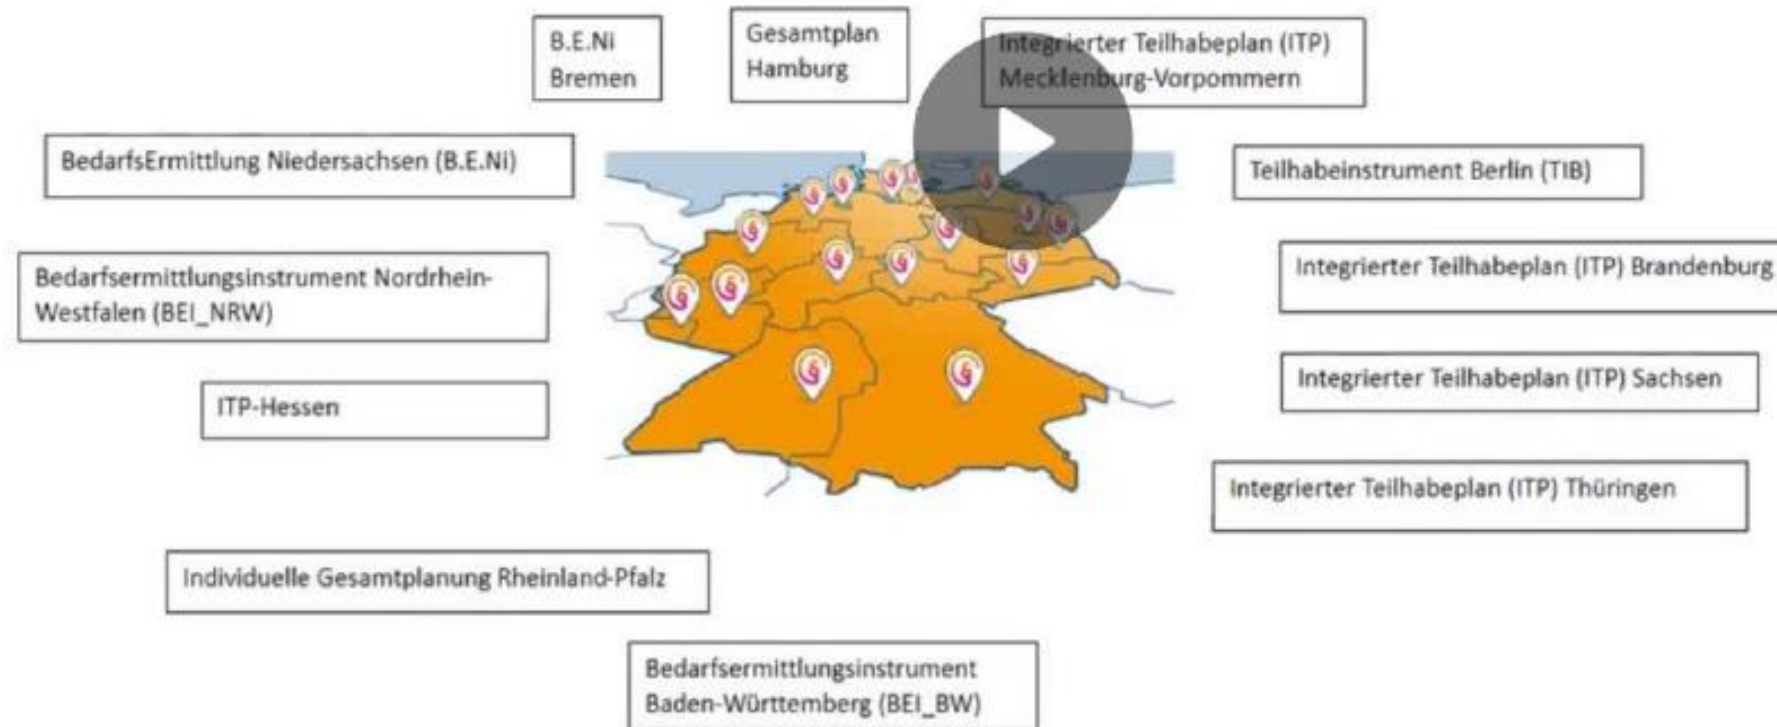 B.E.Ni
Bremen
Gesamtplan
Hamburg
Integrierter Teilhabeplan (ITP)
Mecklenburg-Vorpommern
BedarfsErmittlung Niedersachsen (B.E.Ni)
Teilhabeinstrument Berlin (TIB)
Bedarfsermittlungsinstrument Nordrhein-
Westfalen (BEI_NRW)
Integrierter Teilhabeplan (ITP) Brandenburg
ITP-Hessen
Integrierter Teilhabeplan (ITP) Sachsen
Integrierter Teilhabeplan (ITP) Thüringen
Individuelle Gesamtplanung Rheinland-Pfalz
Bedarfsermittlungsinstrument
Baden-Württemberg (BEI_BW)